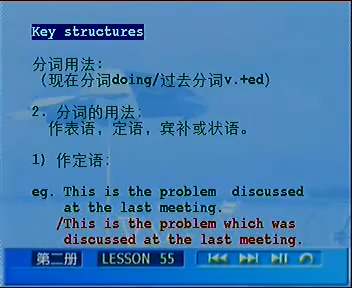 Key structures
分词用法:
(现在分词doing/过去分词v.+ed)
2. 分词的用法:
作表语，定语，宾补或状语。
1) 作定语:
eg. This is the problem discussed
at the last meeting.
/This is the problem which was
discussed at the last meeting.
第二册 LESSON 55